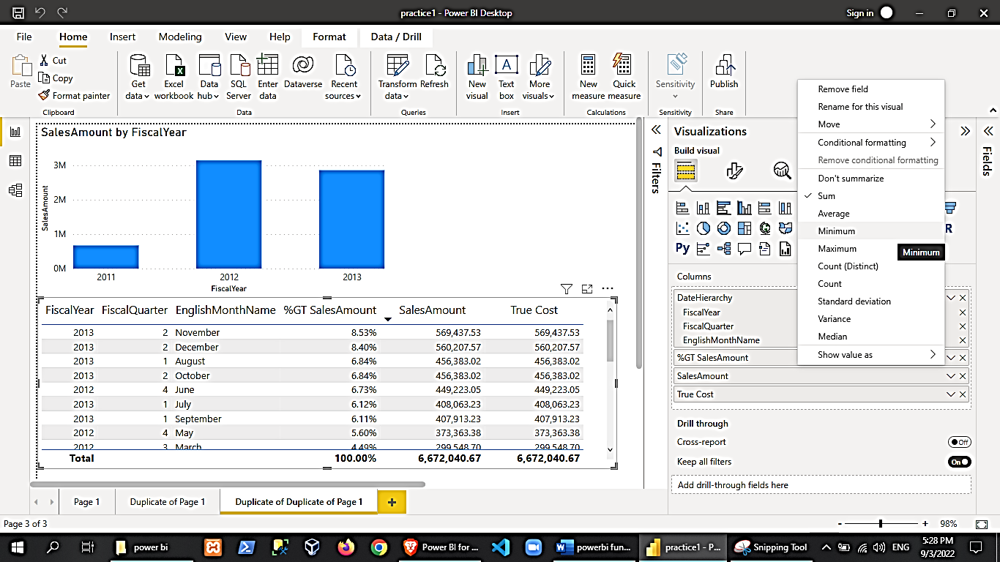 practice1 - Power BI Desktop
Sign in
File Home Insert Modeling View Help Format Data / Drill
Paste
Cut
Copy
Format painter
Clipboard
Get data
Excel workbook
Data hub
SQL Server
Enter data
Dataverse
Recent sources
Data
Transform data
Refresh
Queries
New visual
Text box
More visuals
Insert
New measure
Quick measure
Calculations
Sensitivity
Sensitivity
Publish
Share
SalesAmount by FiscalYear
SalesAmount
3M
2M
1M
0M
2011 2012 2013
FiscalYear
FiscalYear FiscalQuarter EnglishMonthName %GT SalesAmount SalesAmount True Cost
2013 2 November 8.53% 569,437.53 569,437.53
2013 2 December 8.40% 560,207.57 560,207.57
2013 1 August 6.84% 456,383.02 456,383.02
2013 2 October 6.84% 456,383.02 456,383.02
2012 4 June 6.73% 449,223.05 449,223.05
2013 1 July 6.12% 408,063.23 408,063.23
2013 1 September 6.11% 407,913.23 407,913.23
2012 4 May 5.60% 373,363.38 373,363.38
2012 3 March 4.49% 299,548.70 299,548.70
Total 100.00% 6,672,040.67 6,672,040.67
Filters
Visualizations
Build visual
Py
R
Columns
DateHierarchy
FiscalYear
FiscalQuarter
EnglishMonthName
%GT SalesAmount
SalesAmount
True Cost
Drill through
Cross-report
Off
Keep all filters
On
Add drill-through fields here
Remove field
Rename for this visual
Move
Conditional formatting
Remove conditional formatting
Don't summarize
Sum
Average
Minimum
Maximum
Minimum
Count (Distinct)
Count
Standard deviation
Variance
Median
Show value as
Fields
Page 1
Duplicate of Page 1
Duplicate of Duplicate of Page 1
+
Page 3 of 3
- + 98%
power bi
Power BI for ...
powerbi fun...
practice1 - P...
Snipping Tool
ENG
5:28 PM
9/3/2022